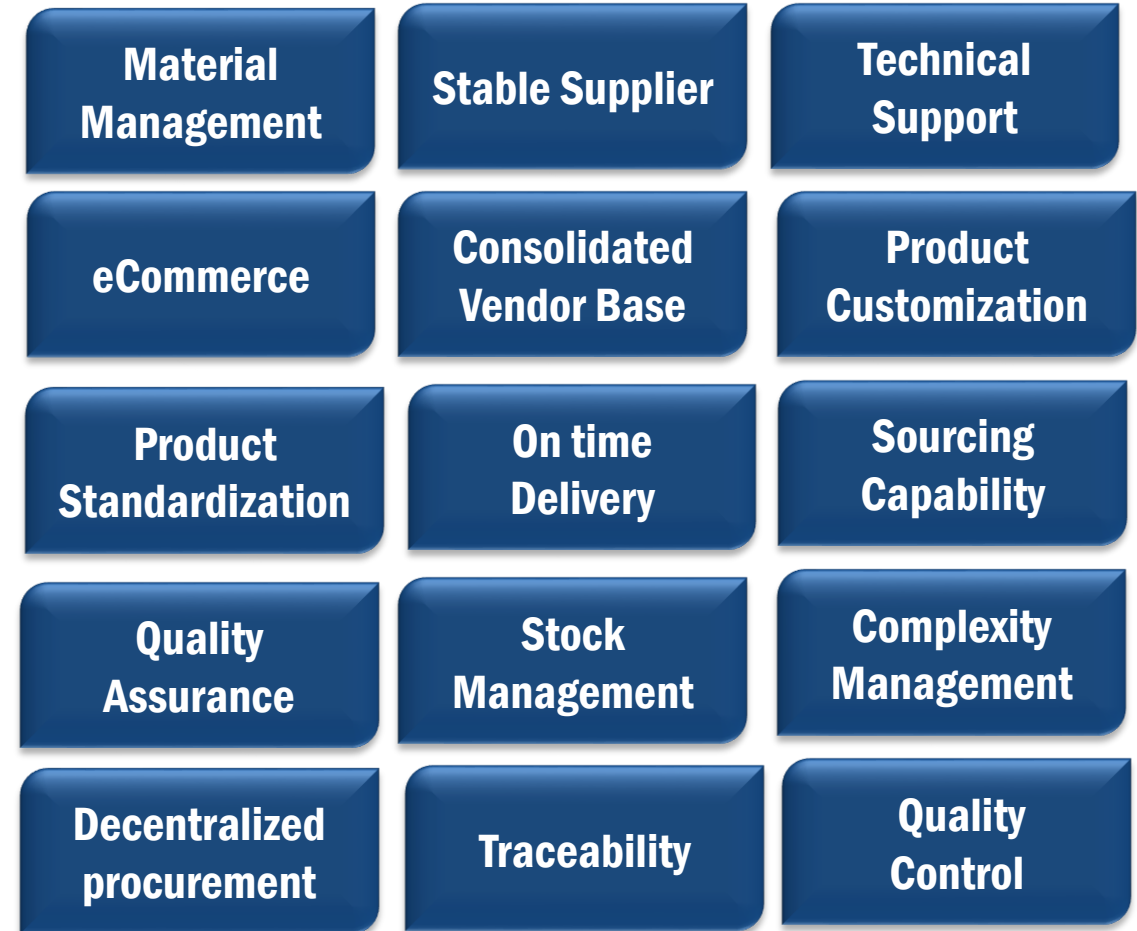 Material
Management
Stable Supplier
Technical
Support
eCommerce
Consolidated
Vendor Base
Product
Customization
Product
Standardization
On time
Delivery
Sourcing
Capability
Quality
Assurance
Stock
Management
Complexity
Management
Decentralized
procurement
Traceability
Quality
Control